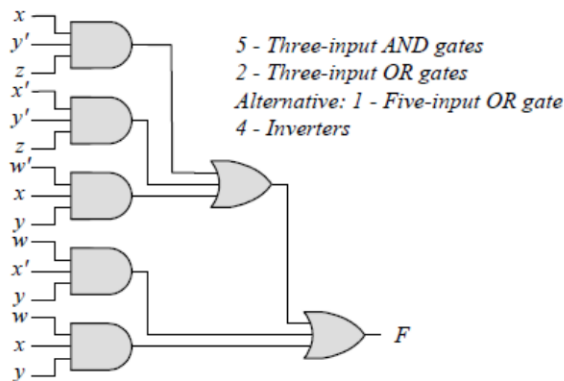 x
y'
z
x'
y'
z
w'
x
y
w
x'
y
w
x
y
5 - Three-input AND gates
2 - Three-input OR gates
Alternative: 1 - Five-input OR gate
4 - Inverters
F